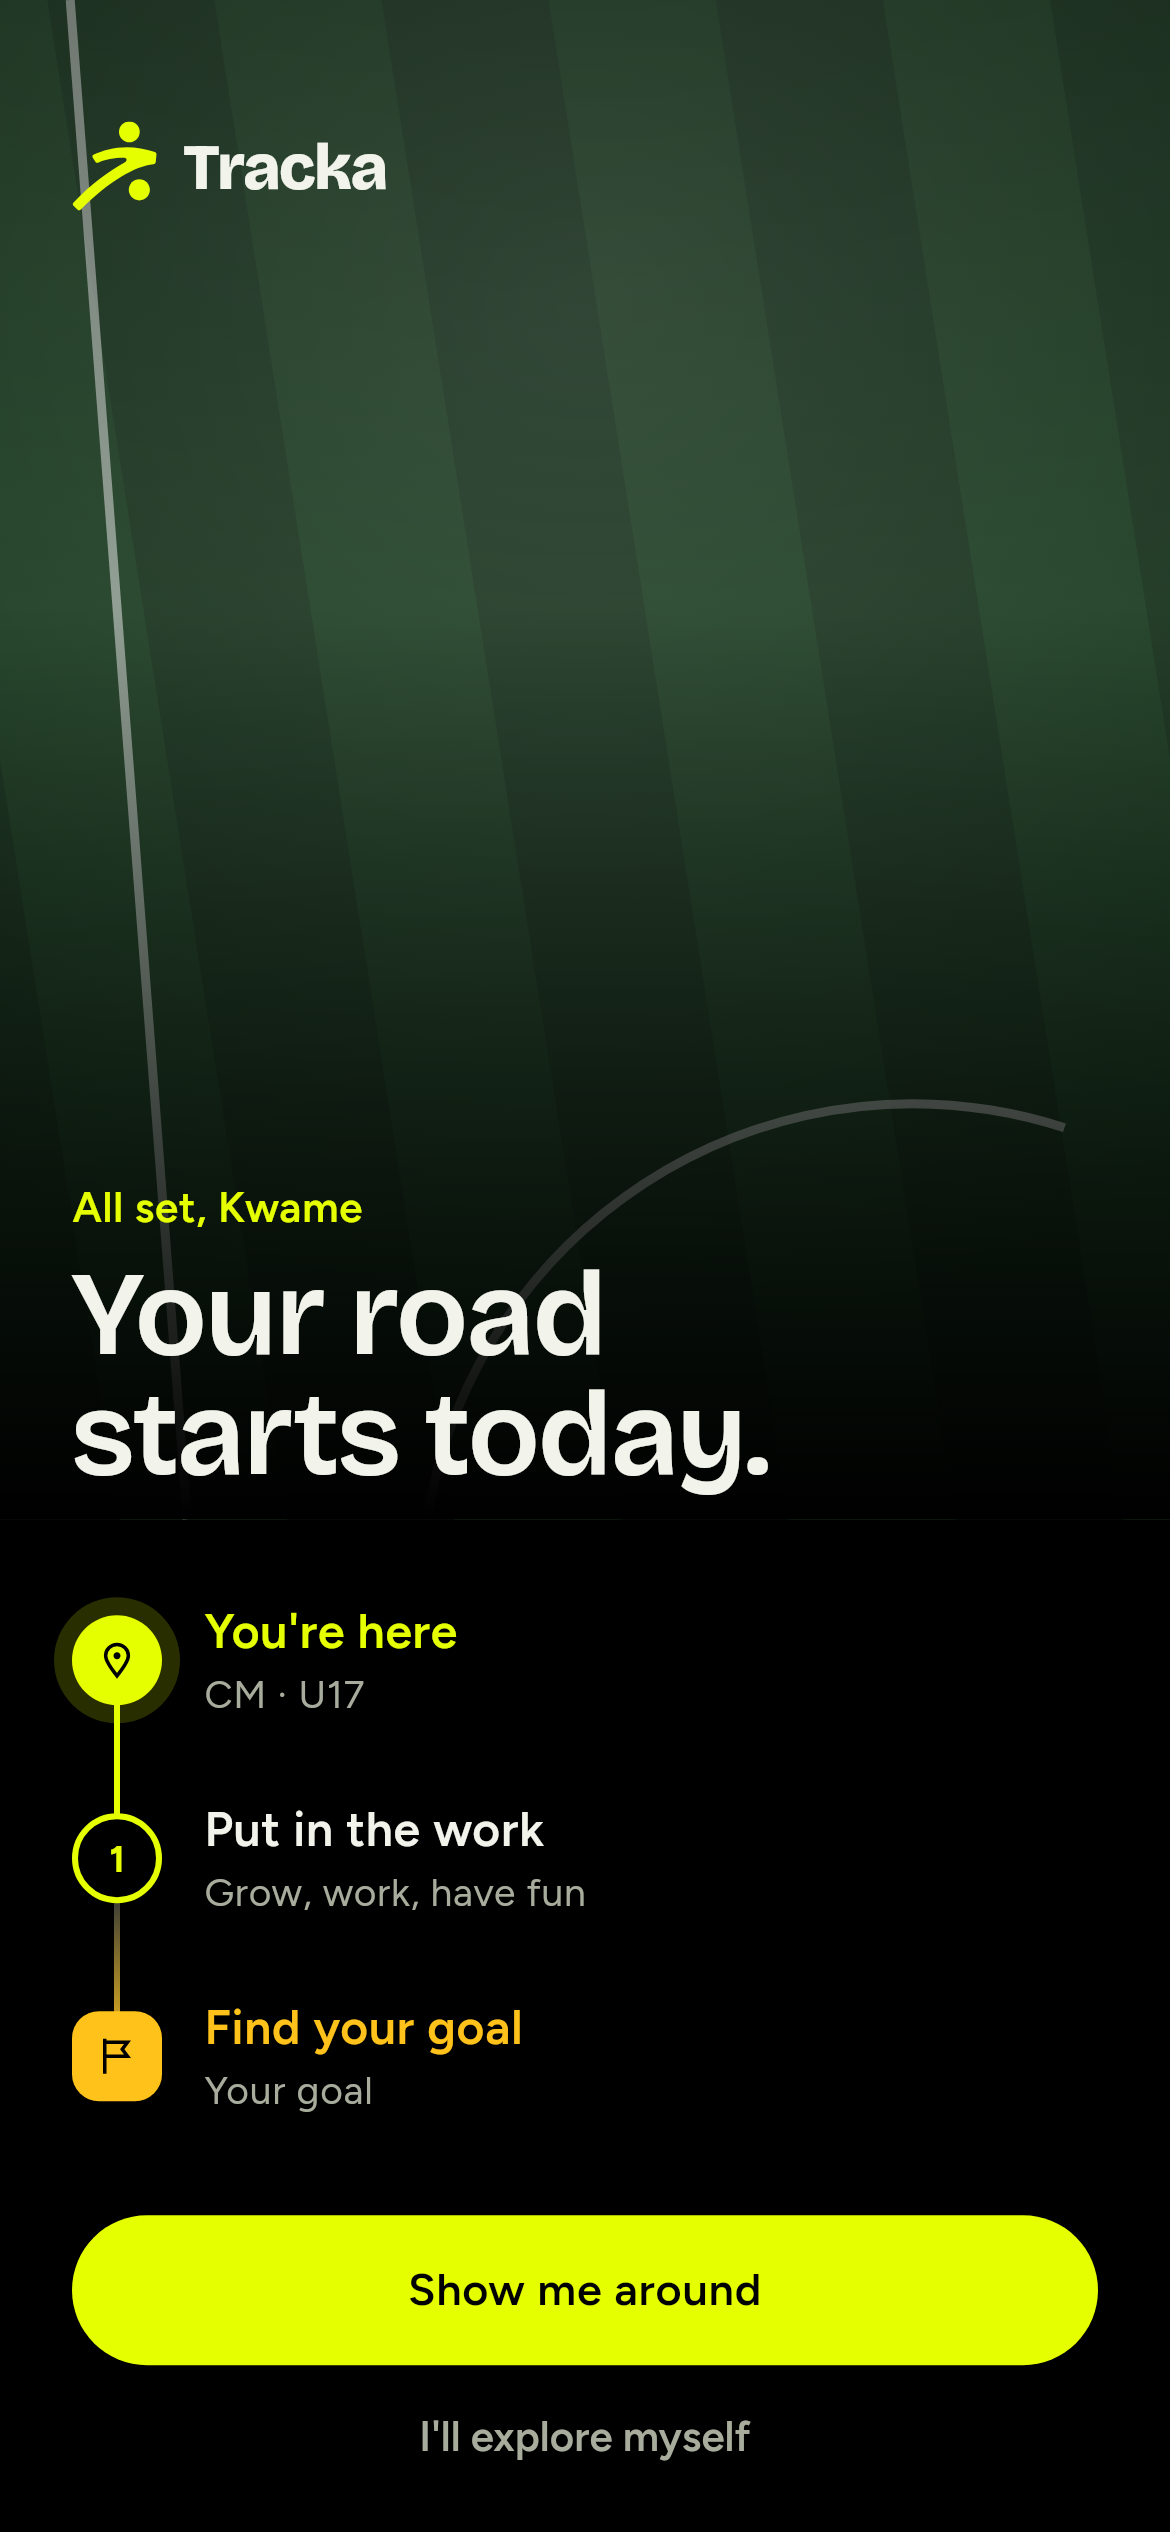 Tracka
All set, Kwame
Your road
starts today.
You're here
CM · U17
1
Put in the work
Grow, work, have fun
Find your goal
Your goal
Show me around
I'll explore myself